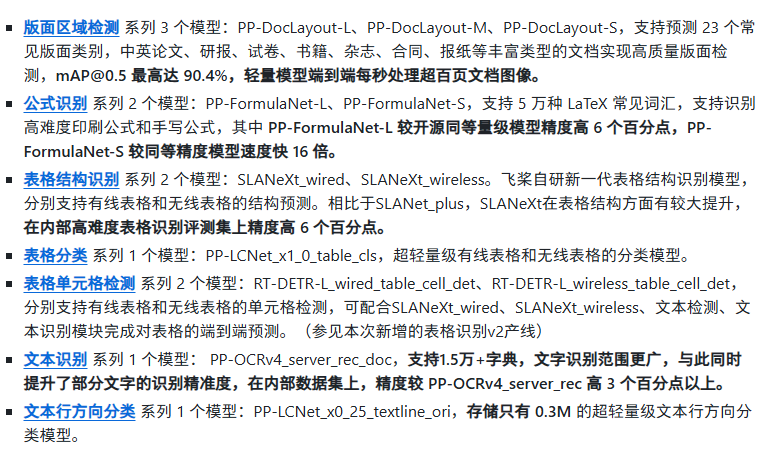 ▪ 版面区域检测 系列 3 个模型：PP-DocLayout-L、PP-DocLayout-M、PP-DocLayout-S，支持预测 23 个常
见版面类别，中英论文、研报、试卷、书籍、杂志、合同、报纸等丰富类型的文档实现高质量版面检
测，mAP@0.5 最高达 90.4%，轻量模型端到端每秒处理超百页文档图像。
▪ 公式识别 系列 2 个模型：PP-FormulaNet-L、PP-FormulaNet-S，支持 5 万种 LaTeX 常见词汇，支持识别
高难度印刷公式和手写公式，其中 PP-FormulaNet-L 较开源同等量级模型精度高 6 个百分点，PP-
FormulaNet-S 较同等精度模型速度快 16 倍。
▪ 表格结构识别 系列 2 个模型：SLANeXt_wired、SLANeXt_wireless。飞桨自研新一代表格结构识别模型，
分别支持有线表格和无线表格的结构预测。相比于SLANet_plus，SLANeXt在表格结构方面有较大提升，
在内部高难度表格识别评测集上精度高 6 个百分点。
▪ 表格分类 系列 1 个模型：PP-LCNet_x1_0_table_cls，超轻量级有线表格和无线表格的分类模型。
▪ 表格单元格检测 系列 2 个模型：RT-DETR-L_wired_table_cell_det、RT-DETR-L_wireless_table_cell_det，
分别支持有线表格和无线表格的单元格检测，可配合SLANeXt_wired、SLANeXt_wireless、文本检测、文
本识别模块完成对表格的端到端预测。（参见本次新增的表格识别v2产线）
▪ 文本识别 系列 1 个模型： PP-OCRv4_server_rec_doc，支持1.5万+字典，文字识别范围更广，与此同时
提升了部分文字的识别精准度，在内部数据集上，精度较 PP-OCRv4_server_rec 高 3 个百分点以上。
▪ 文本行方向分类 系列 1 个模型：PP-LCNet_x0_25_textline_ori，存储只有 0.3M 的超轻量级文本行方向分
类模型。